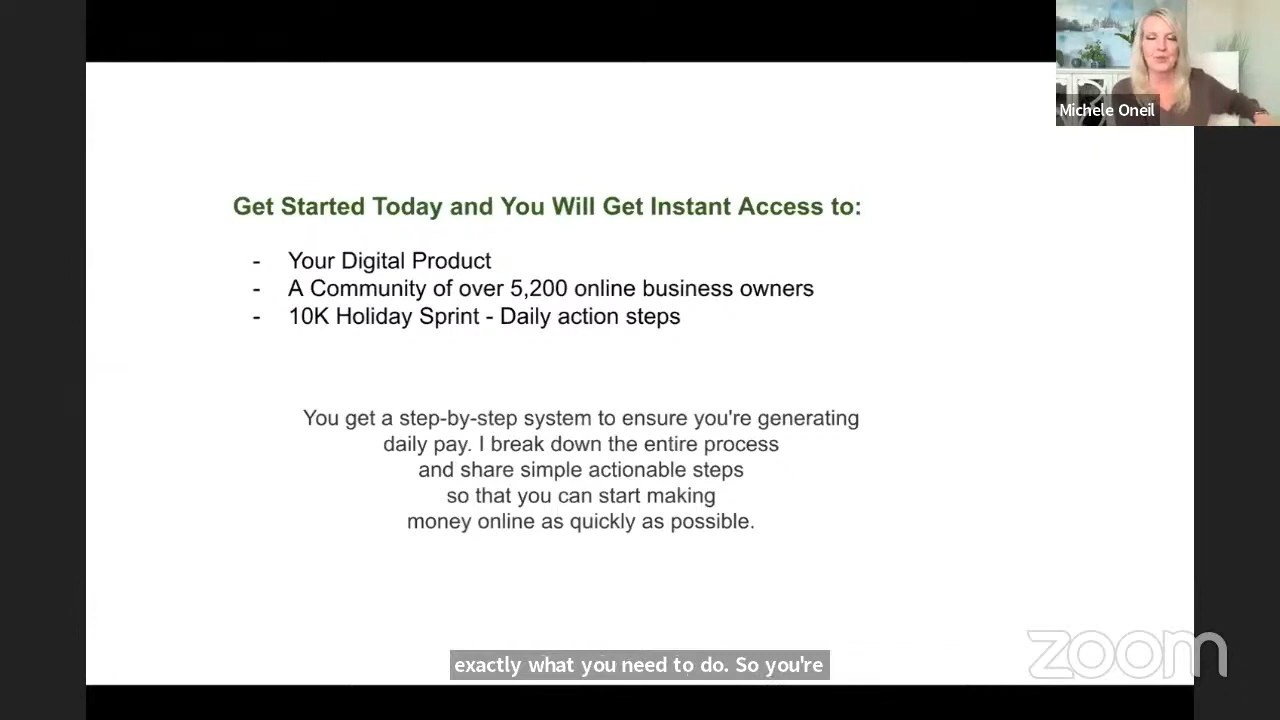 Michele Oneil
Get Started Today and You Will Get Instant Access to:
- Your Digital Product
- A Community of over 5,200 online business owners
- 10K Holiday Sprint - Daily action steps
You get a step-by-step system to ensure you're generating
daily pay. I break down the entire process
and share simple actionable steps
so that you can start making
money online as quickly as possible.
zoom
exactly what you need to do. So you're